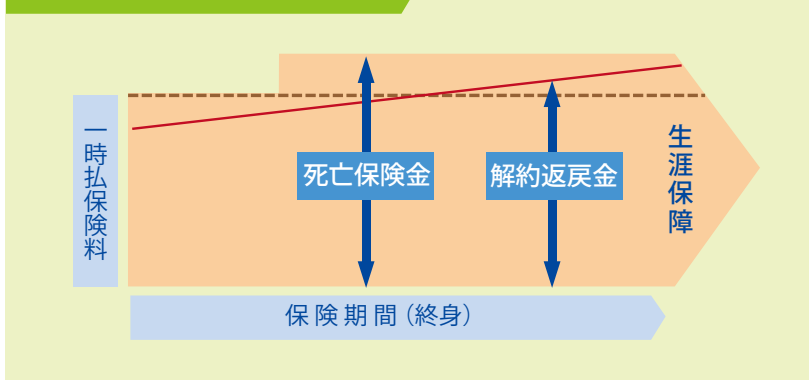 一時払保険料
死亡保険金
解約返戻金
生涯保障
保険期間（終身）